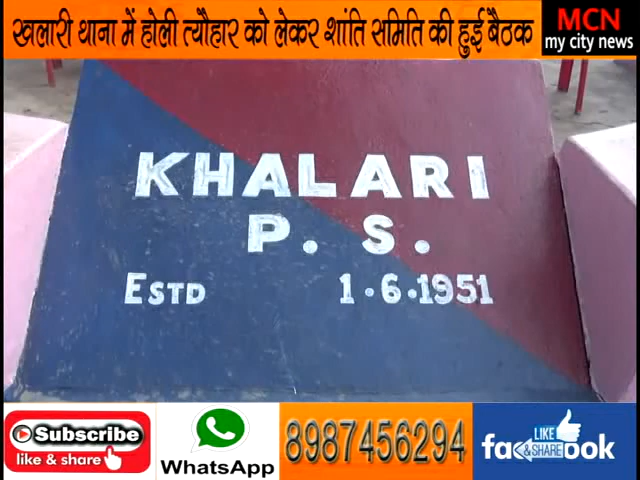 खलारी थाना में होली त्यौहार को लेकर शांति समिति की हुई बैठक
MCN
my city news
KHALARI
P. S.
ESTD 1.6.1951
Subscribe
like & share
WhatsApp
8987456294
facebook
LIKE
&SHARE